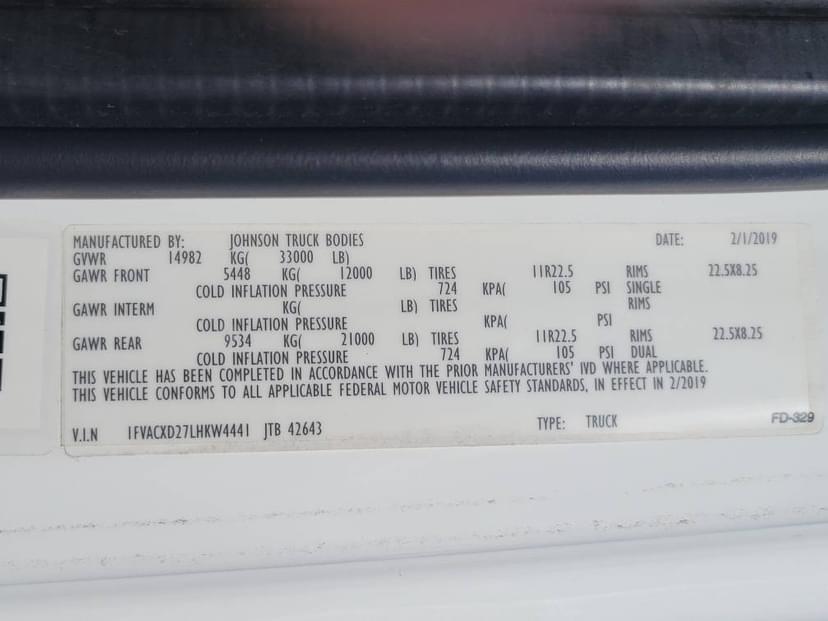 MANUFACTURED BY: JOHNSON TRUCK BODIES DATE: 2/1/2019
GVWR 14982 KG( 33000 LB)
GAWR FRONT 5448 KG( 12000 LB) TIRES 11R22.5 RIMS 22.5X8.25
COLD INFLATION PRESSURE 724 KPA( 105 PSI SINGLE
GAWR INTERM KG( LB) TIRES RIMS
COLD INFLATION PRESSURE KPA( PSI
GAWR REAR 9534 KG( 21000 LB) TIRES 11R22.5 RIMS 22.5X8.25
COLD INFLATION PRESSURE 724 KPA( 105 PSI DUAL
THIS VEHICLE HAS BEEN COMPLETED IN ACCORDANCE WITH THE PRIOR MANUFACTURERS' IVD WHERE APPLICABLE.
THIS VEHICLE CONFORMS TO ALL APPLICABLE FEDERAL MOTOR VEHICLE SAFETY STANDARDS, IN EFFECT IN 2/2019
V.I.N 1FVACXD27LHKW4441 JTB 42643 TYPE: TRUCK FD-329